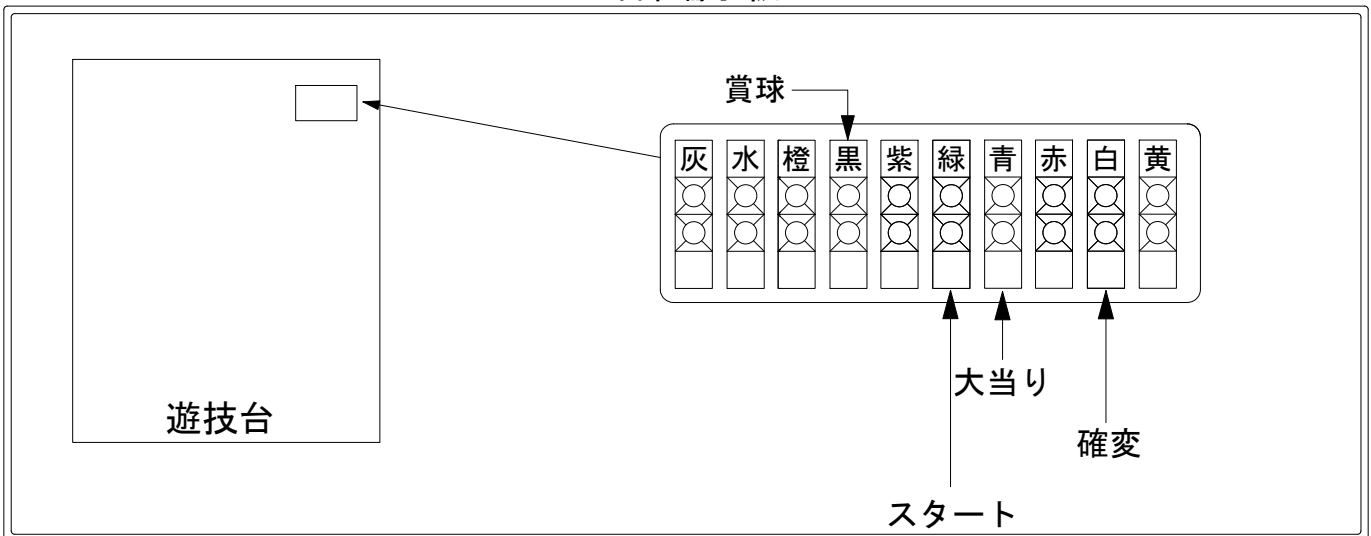 賞球
灰 水 橙 黒 紫 緑 青 赤 白 黄
大当り
遊技台
確変
スタート